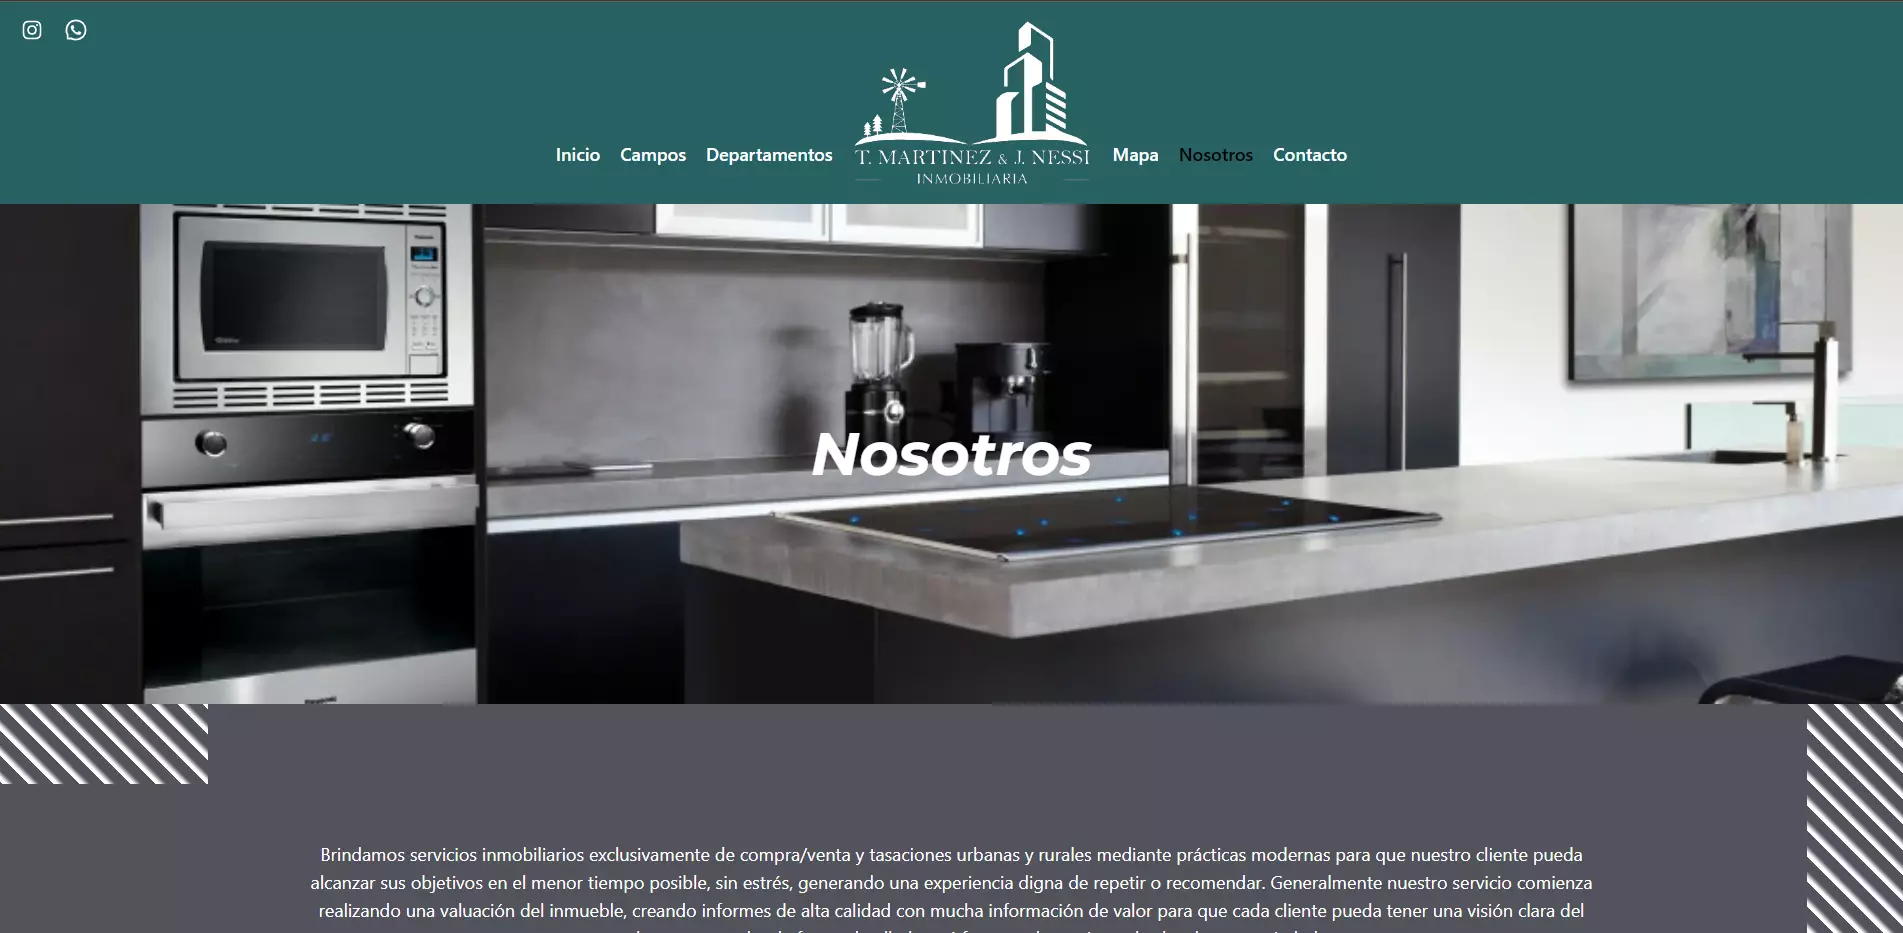 T. MARTINEZ & J. NESSI
INMOBILIARIA
Inicio Campos Departamentos Mapa Nosotros Contacto
Nosotros
Brindamos servicios inmobiliarios exclusivamente de compra/venta y tasaciones urbanas y rurales mediante prácticas modernas para que nuestro cliente pueda
alcanzar sus objetivos en el menor tiempo posible, sin estrés, generando una experiencia digna de repetir o recomendar. Generalmente nuestro servicio comienza
realizando una valuación del inmueble, creando informes de alta calidad con mucha información de valor para que cada cliente pueda tener una visión clara del